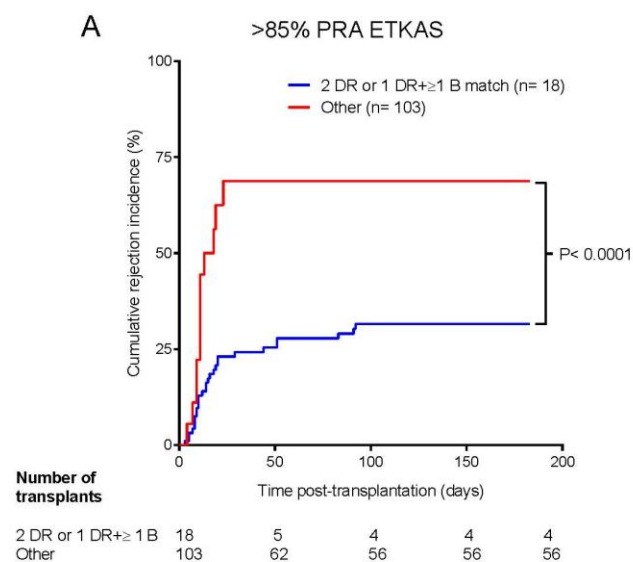 A
>85% PRA ETKAS
2 DR or 1 DR+≥1 B match (n= 18)
Other (n= 103)
Cumulative rejection incidence (%)
100
75
50
25
0
P< 0.0001
0 50 100 150 200
Time post-transplantation (days)
Number of
transplants
2 DR or 1 DR+≥ 1 B 18 5 4 4 4
Other 103 62 56 56 56